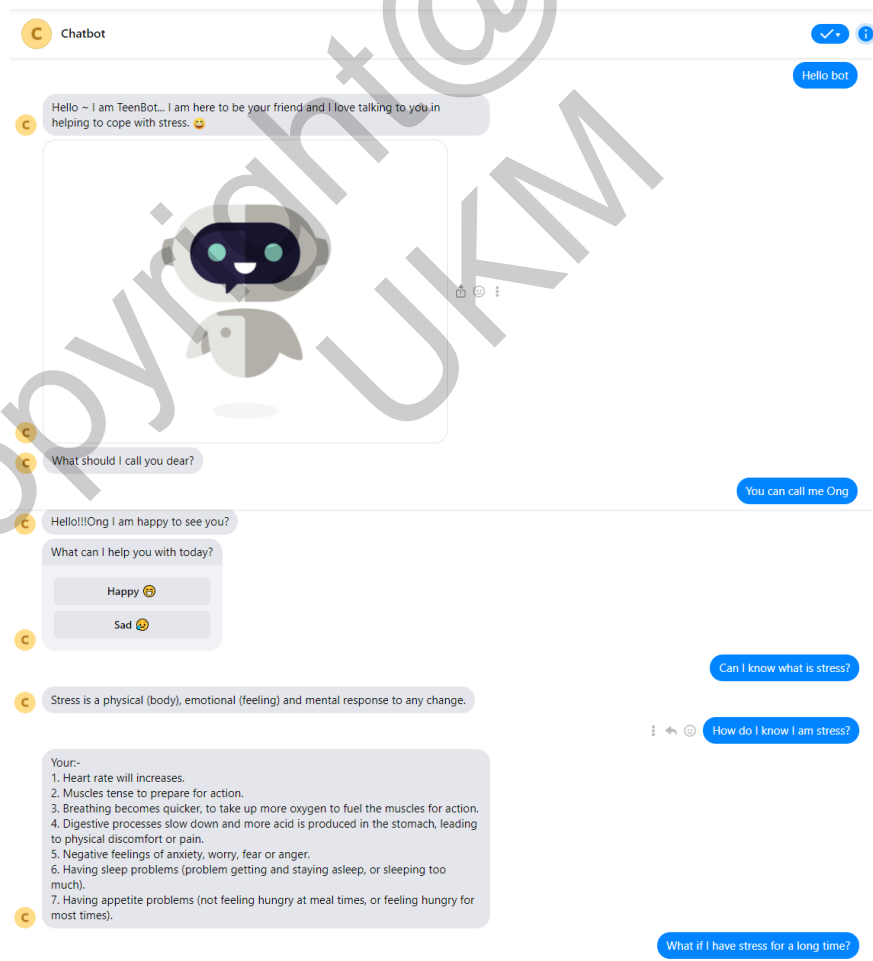 C Chatbot
Hello bot
Hello ~ I am TeenBot... I am here to be your friend and I love talking to you in
helping to cope with stress. 😄
C
C
What should I call you dear?
C
You can call me Ong
Hello!!!Ong I am happy to see you?
C
What can I help you with today?
Happy 😁
Sad 😥
C
Can I know what is stress?
Stress is a physical (body), emotional (feeling) and mental response to any change.
C
How do I know I am stress?
Your:-
1. Heart rate will increases.
2. Muscles tense to prepare for action.
3. Breathing becomes quicker, to take up more oxygen to fuel the muscles for action.
4. Digestive processes slow down and more acid is produced in the stomach, leading
to physical discomfort or pain.
5. Negative feelings of anxiety, worry, fear or anger.
6. Having sleep problems (problem getting and staying asleep, or sleeping too
much).
7. Having appetite problems (not feeling hungry at meal times, or feeling hungry for
most times).
C
What if I have stress for a long time?
opyright@
UKM